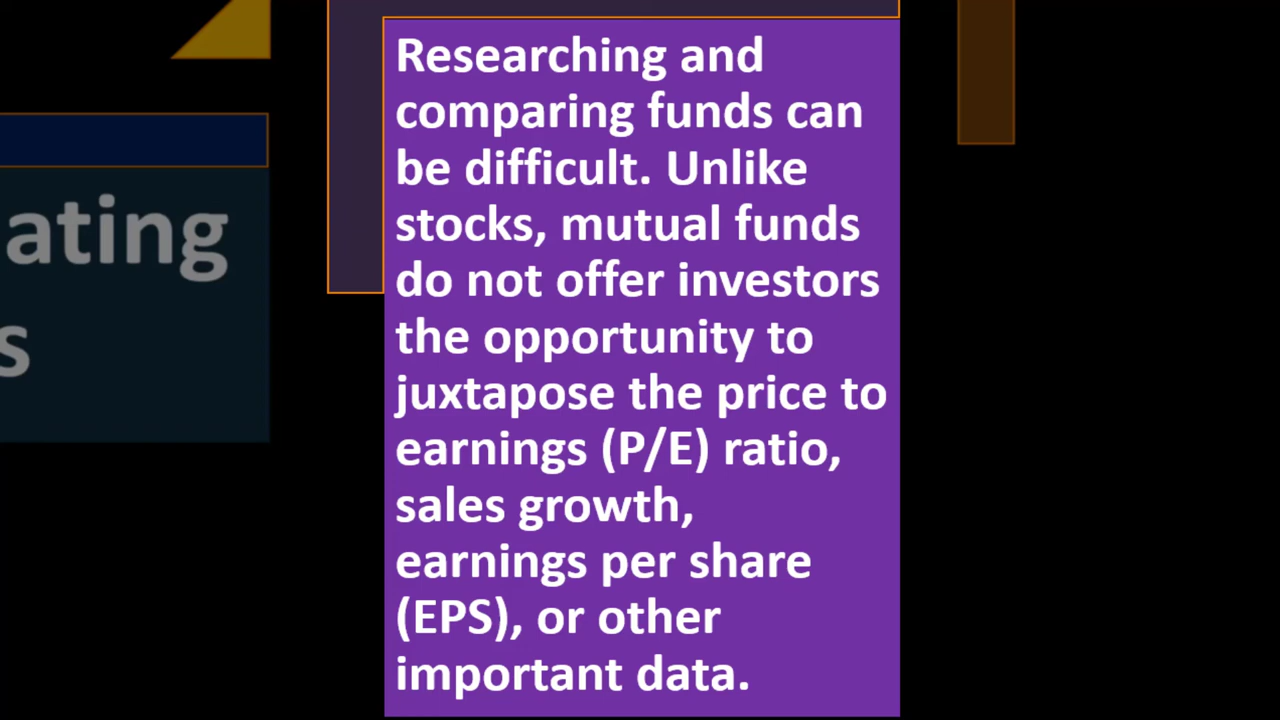 ating
s
Researching and
comparing funds can
be difficult. Unlike
stocks, mutual funds
do not offer investors
the opportunity to
juxtapose the price to
earnings (P/E) ratio,
sales growth,
earnings per share
(EPS), or other
important data.